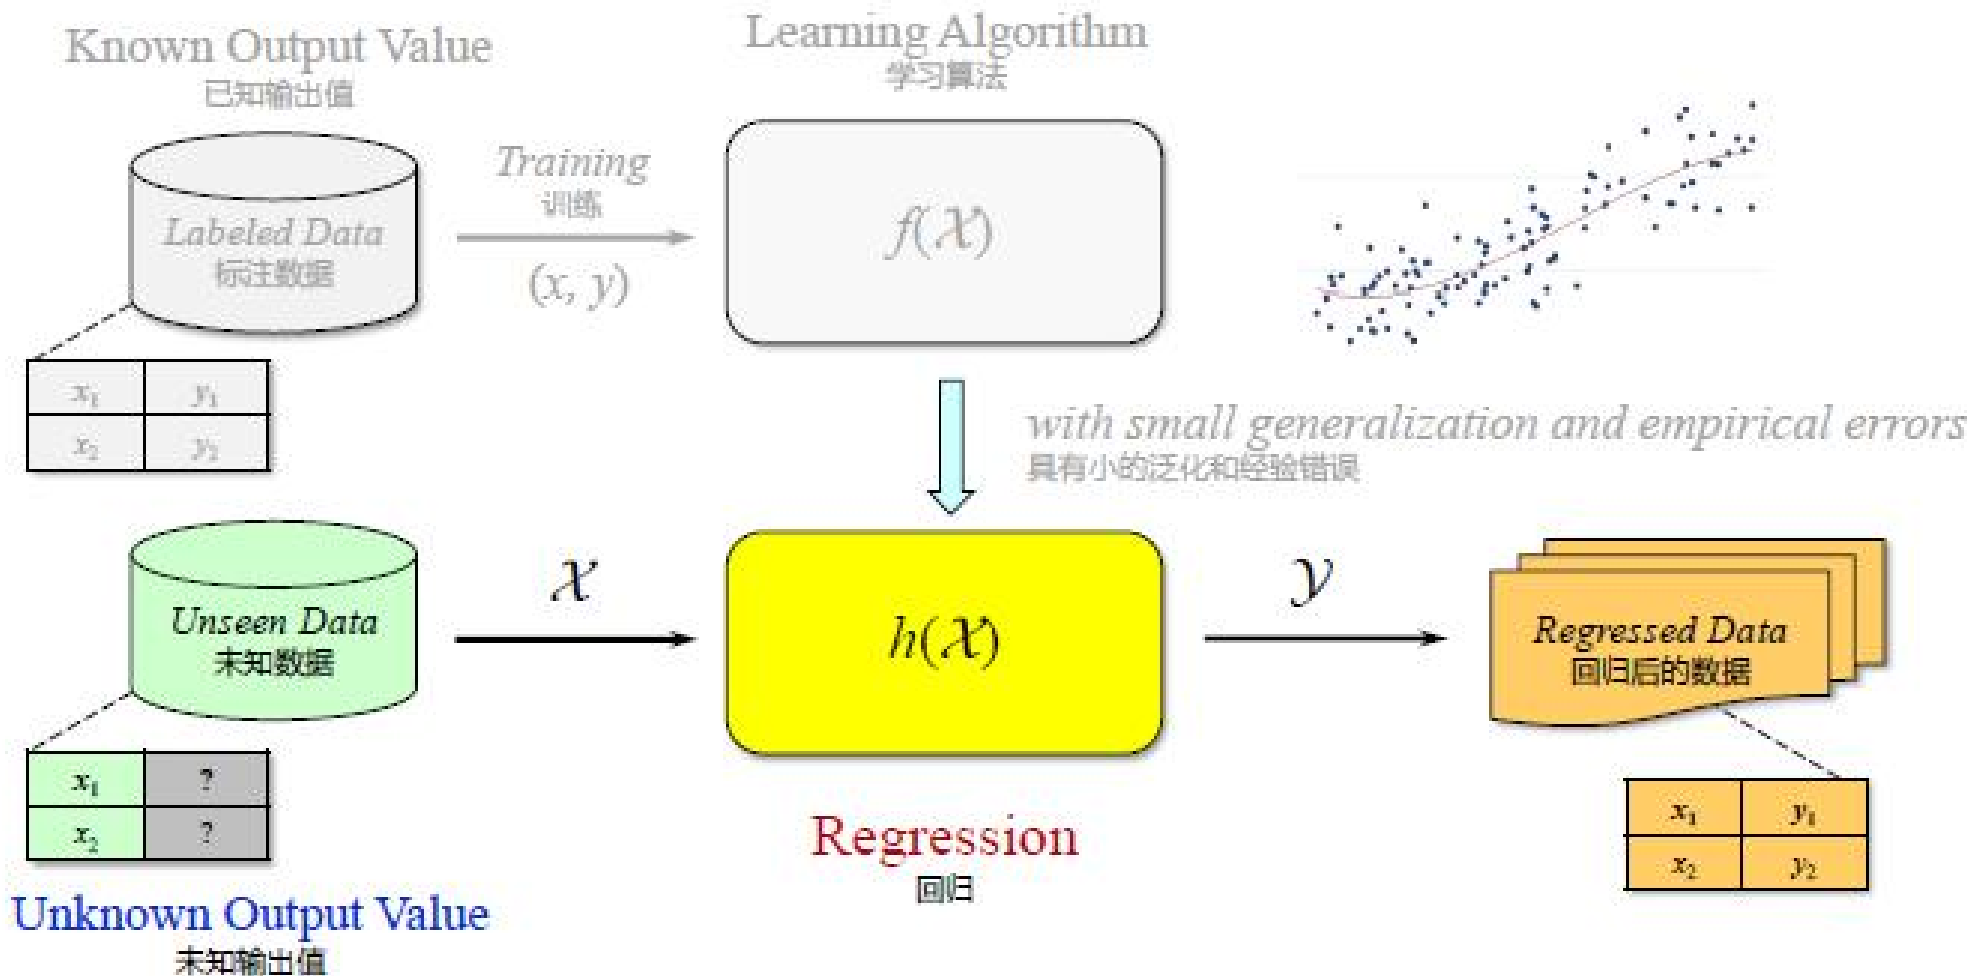 Known Output Value
已知输出值
Learning Algorithm
学习算法
Labeled Data
标注数据
Training
训练
(x, y)
f(𝒳)
x₁ y₁
x₂ y₂
with small generalization and empirical errors
具有小的泛化和经验错误
Unseen Data
未知数据
𝒳
h(𝒳)
𝒴
Regressed Data
回归后的数据
x₁ ?
x₂ ?
x₁ y₁
x₂ y₂
Regression
回归
Unknown Output Value
未知输出值